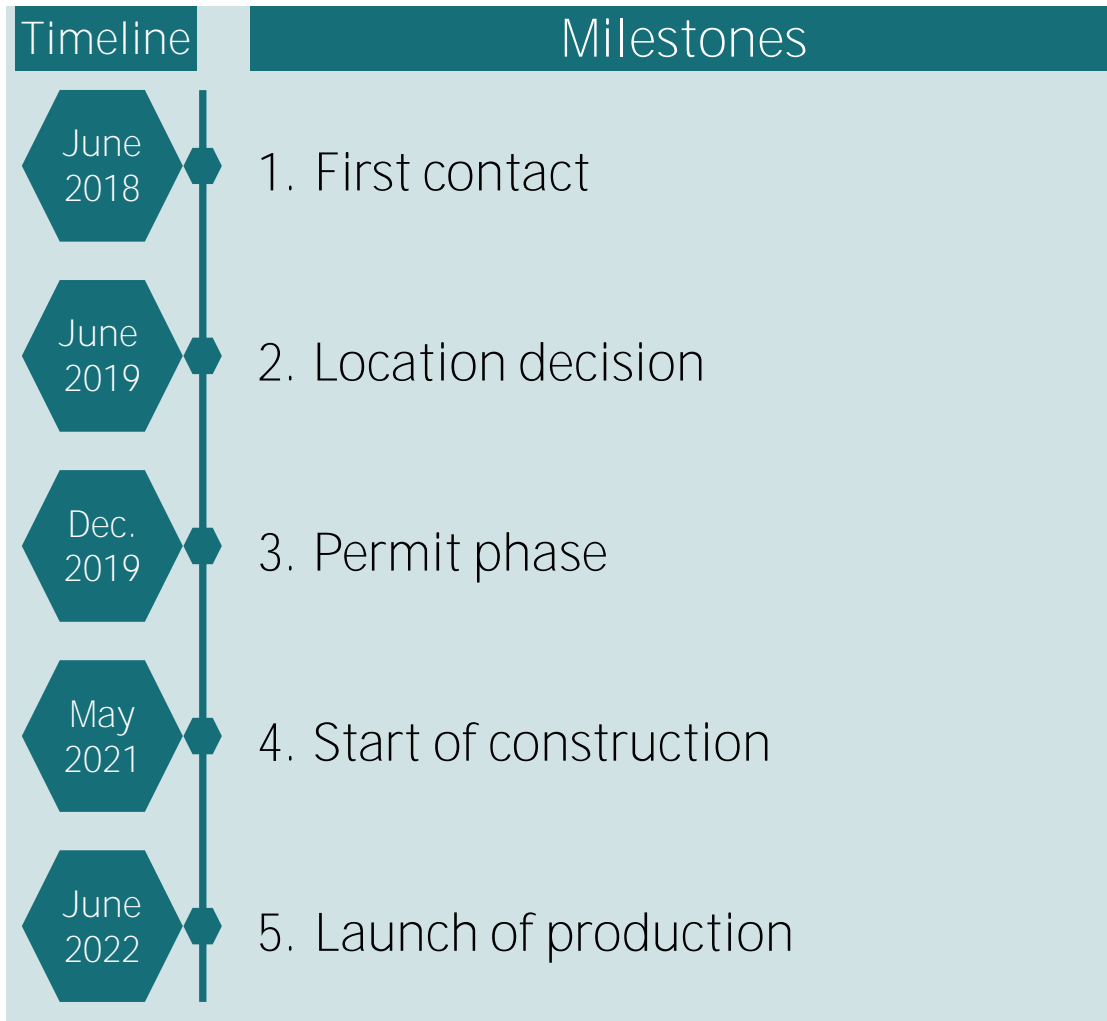 Timeline
Milestones
June
2018
1. First contact
June
2019
2. Location decision
Dec.
2019
3. Permit phase
May
2021
4. Start of construction
June
2022
5. Launch of production